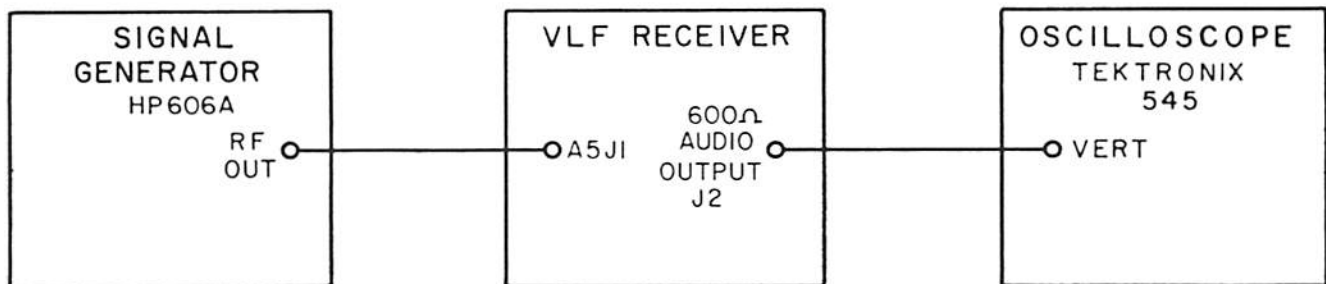 SIGNAL
GENERATOR
HP606A
RF
OUT
VLF RECEIVER
A5J1
600Ω
AUDIO
OUTPUT
J2
OSCILLOSCOPE
TEKTRONIX
545
VERT